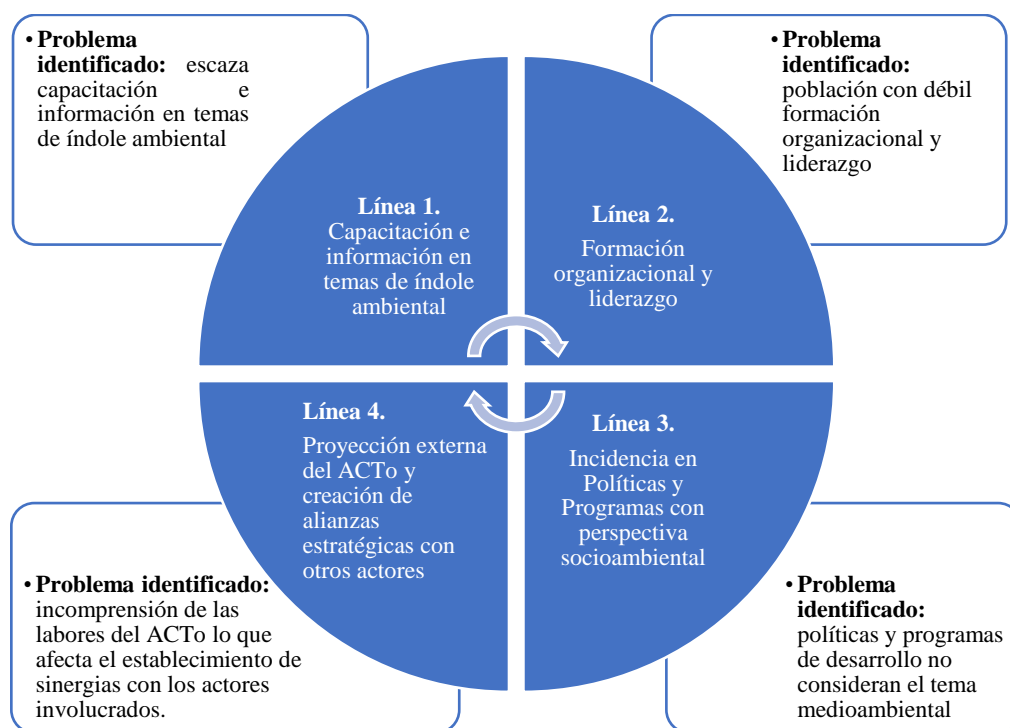 • Problema
identificado: escaza
capacitación e
información en temas
de índole ambiental
• Problema
identificado:
población con débil
formación
organizacional y
liderazgo
Línea 1.
Capacitación e
información en
temas de índole
ambiental
Línea 2.
Formación
organizacional y
liderazgo
Línea 4.
Proyección externa
del ACTo y
creación de
alianzas
estratégicas con
otros actores
Línea 3.
Incidencia en
Políticas y
Programas con
perspectiva
socioambiental
• Problema identificado:
incomprensión de las
labores del ACTo lo que
afecta el establecimiento de
sinergias con los actores
involucrados.
• Problema
identificado:
políticas y programas
de desarrollo no
consideran el tema
medioambiental